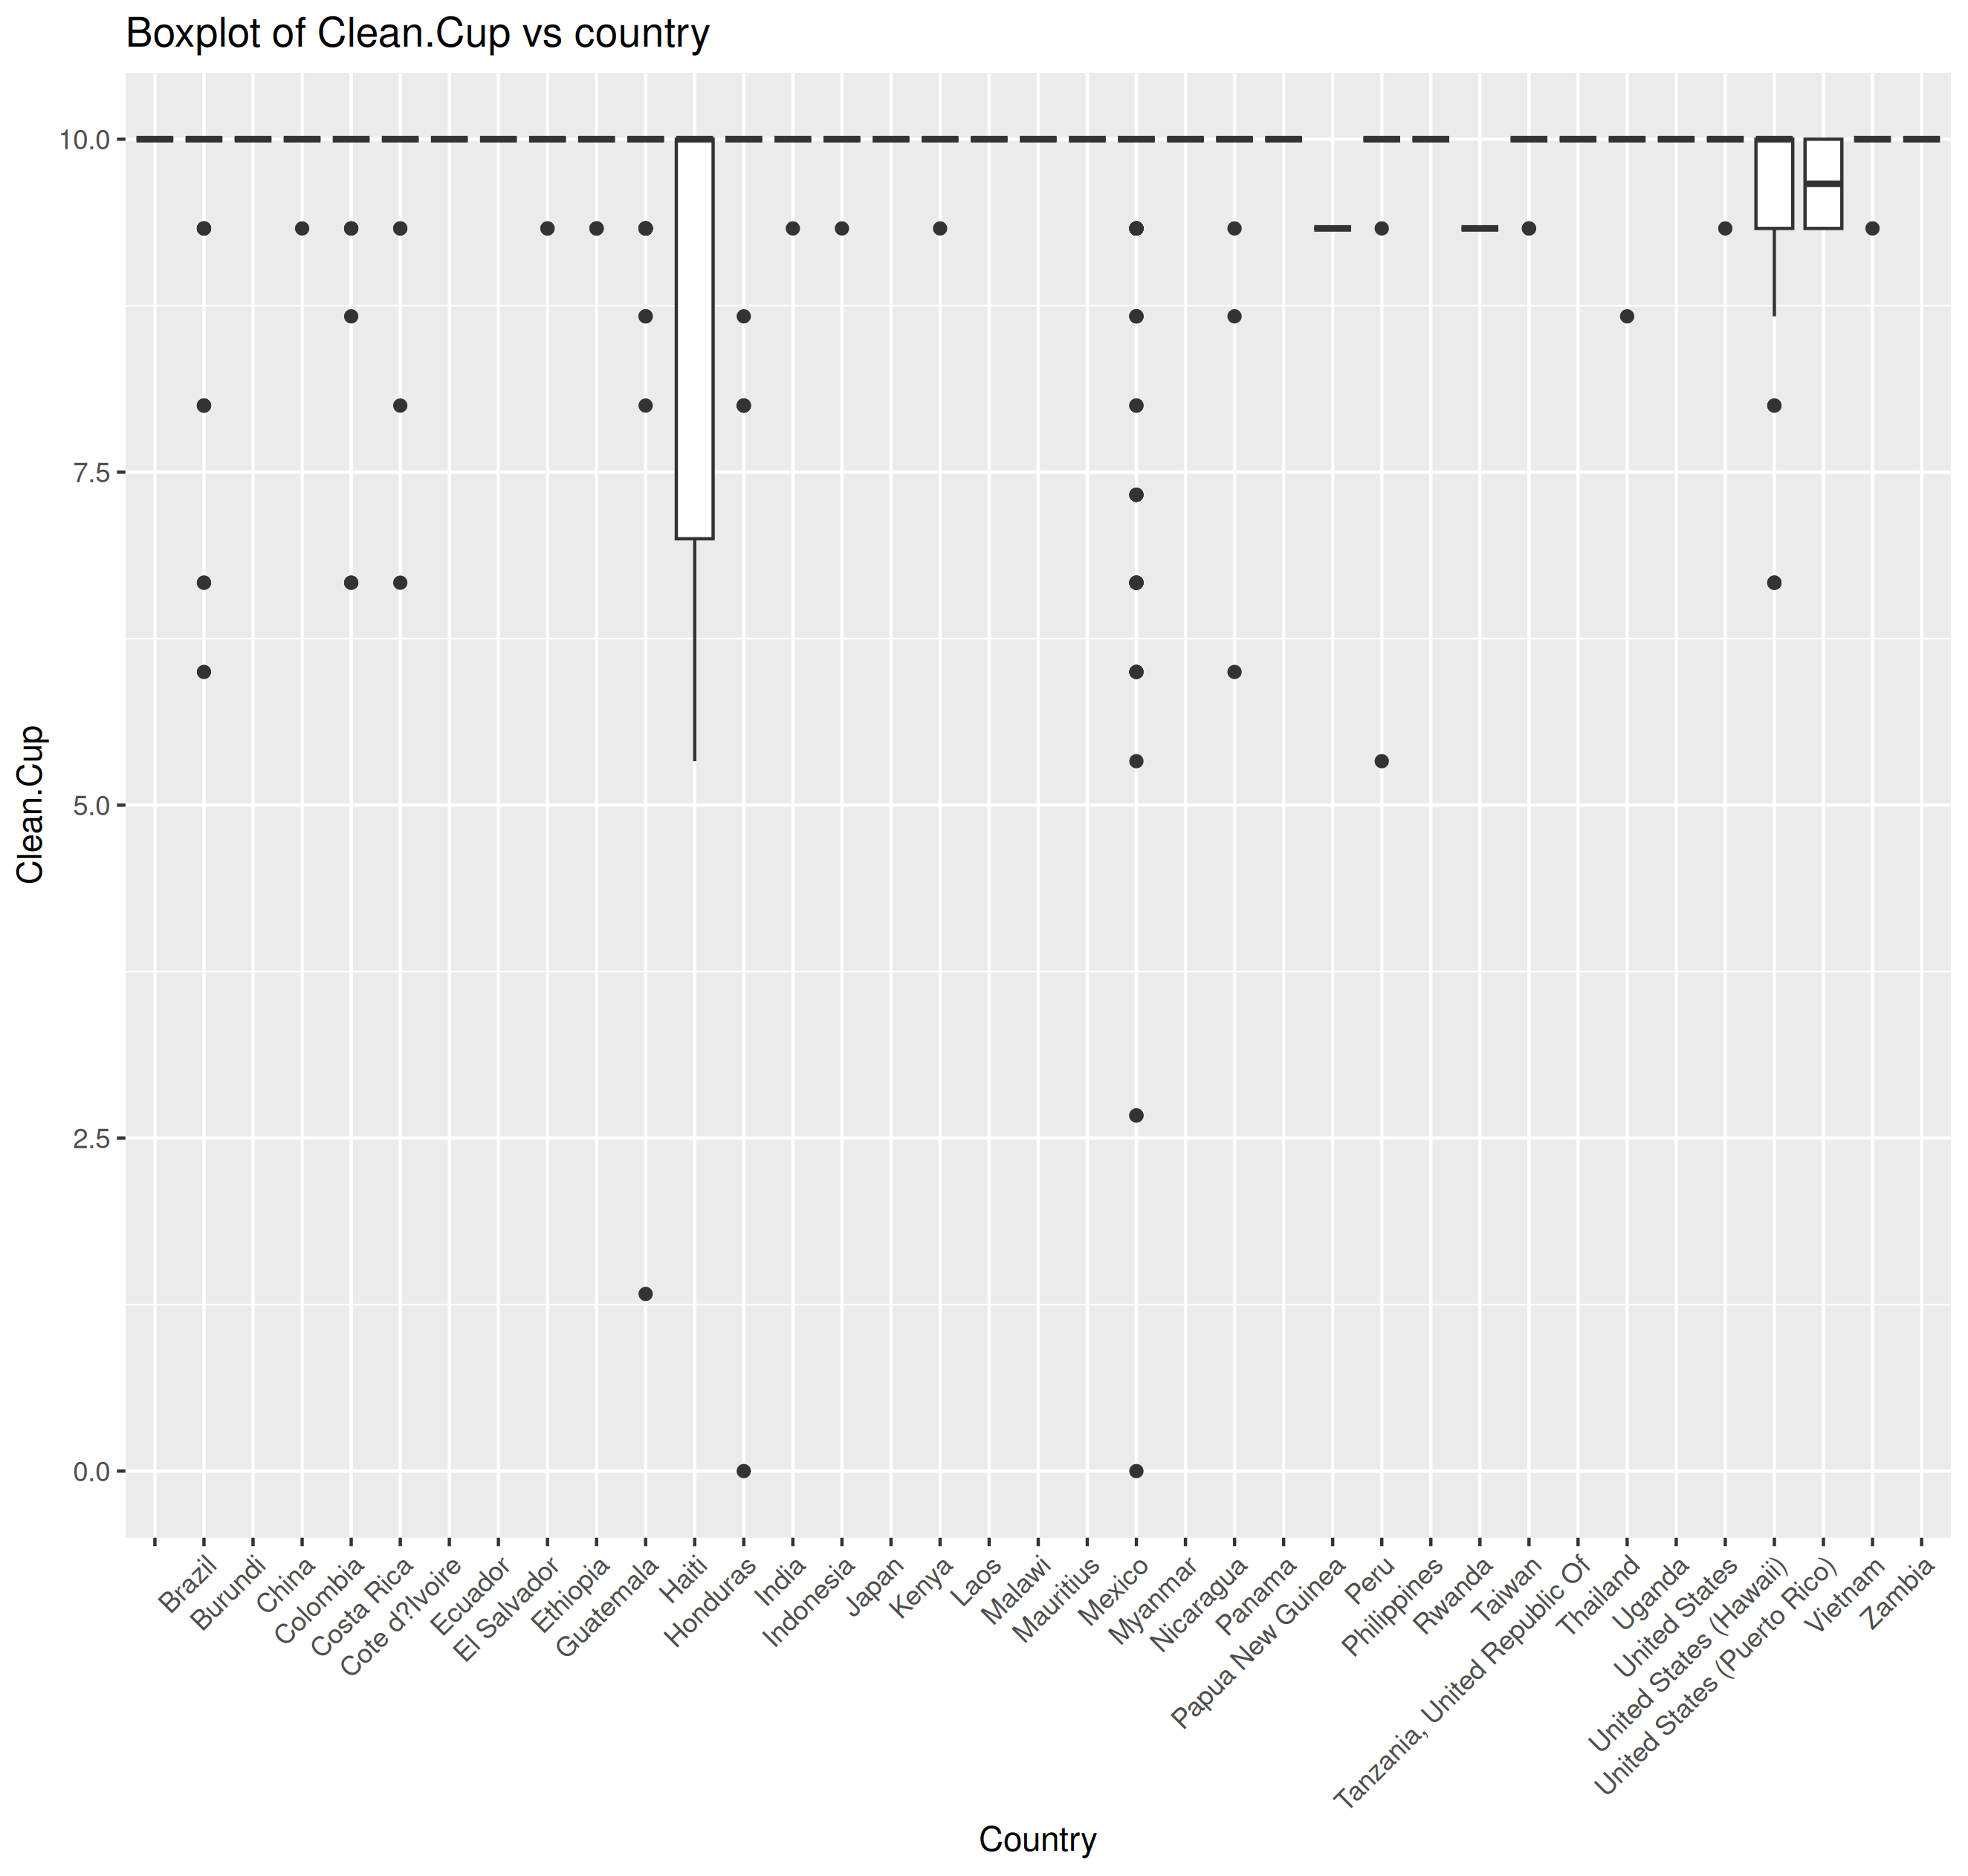 Boxplot of Clean.Cup vs country
Clean.Cup
10.0
7.5
5.0
2.5
0.0
Brazil
Burundi
China
Colombia
Costa Rica
Cote d?Ivoire
Ecuador
El Salvador
Ethiopia
Guatemala
Haiti
Honduras
India
Indonesia
Japan
Kenya
Laos
Malawi
Mauritius
Mexico
Myanmar
Nicaragua
Panama
Papua New Guinea
Peru
Philippines
Rwanda
Taiwan
Tanzania, United Republic Of
Thailand
Uganda
United States
United States (Hawaii)
United States (Puerto Rico)
Vietnam
Zambia
Country